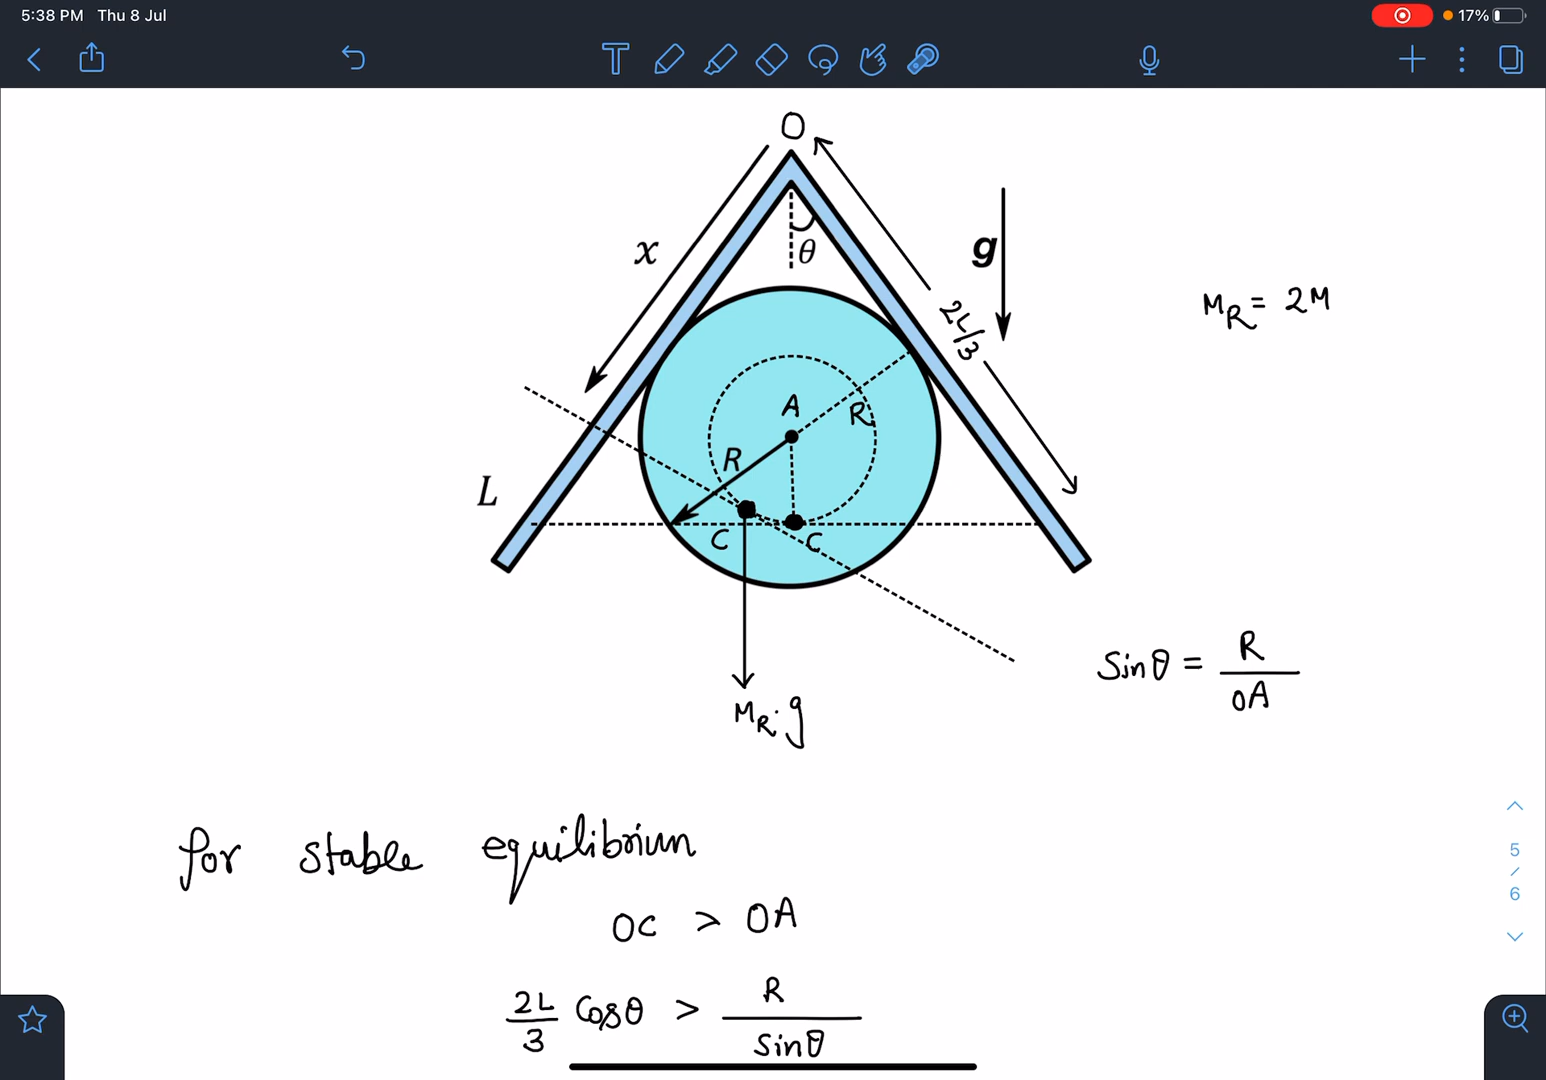 5:38 PM Thu 8 Jul
17%
T
O
x
θ
g
2L/3
M_R = 2M
A
R
R
L
C
C
M_R·g
Sinθ = R / OA
for stable equilibrium
OC > OA
2L/3 Cosθ > R / Sinθ
5
/
6